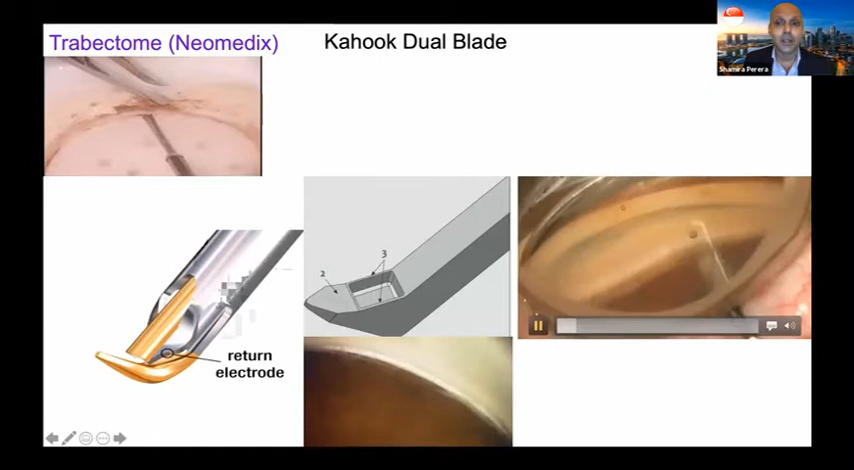 Trabectome (Neomedix)
Kahook Dual Blade
Shamira Perera
2
3
return
electrode